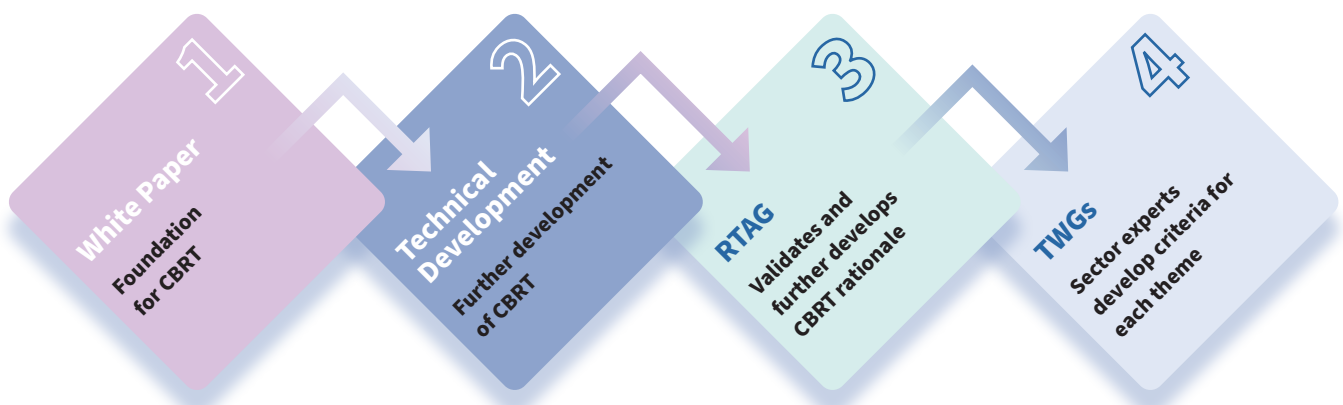 1
White Paper
Foundation
for CBRT
2
Technical
Development
Further development
of CBRT
3
RTAG
Validates and
further develops
CBRT rationale
4
TWGs
Sector experts
develop criteria for
each theme